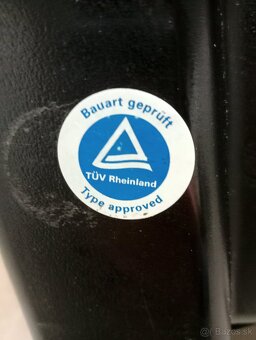 Bauart geprüft
TÜV Rheinland
Type approved
© Bazos.sk